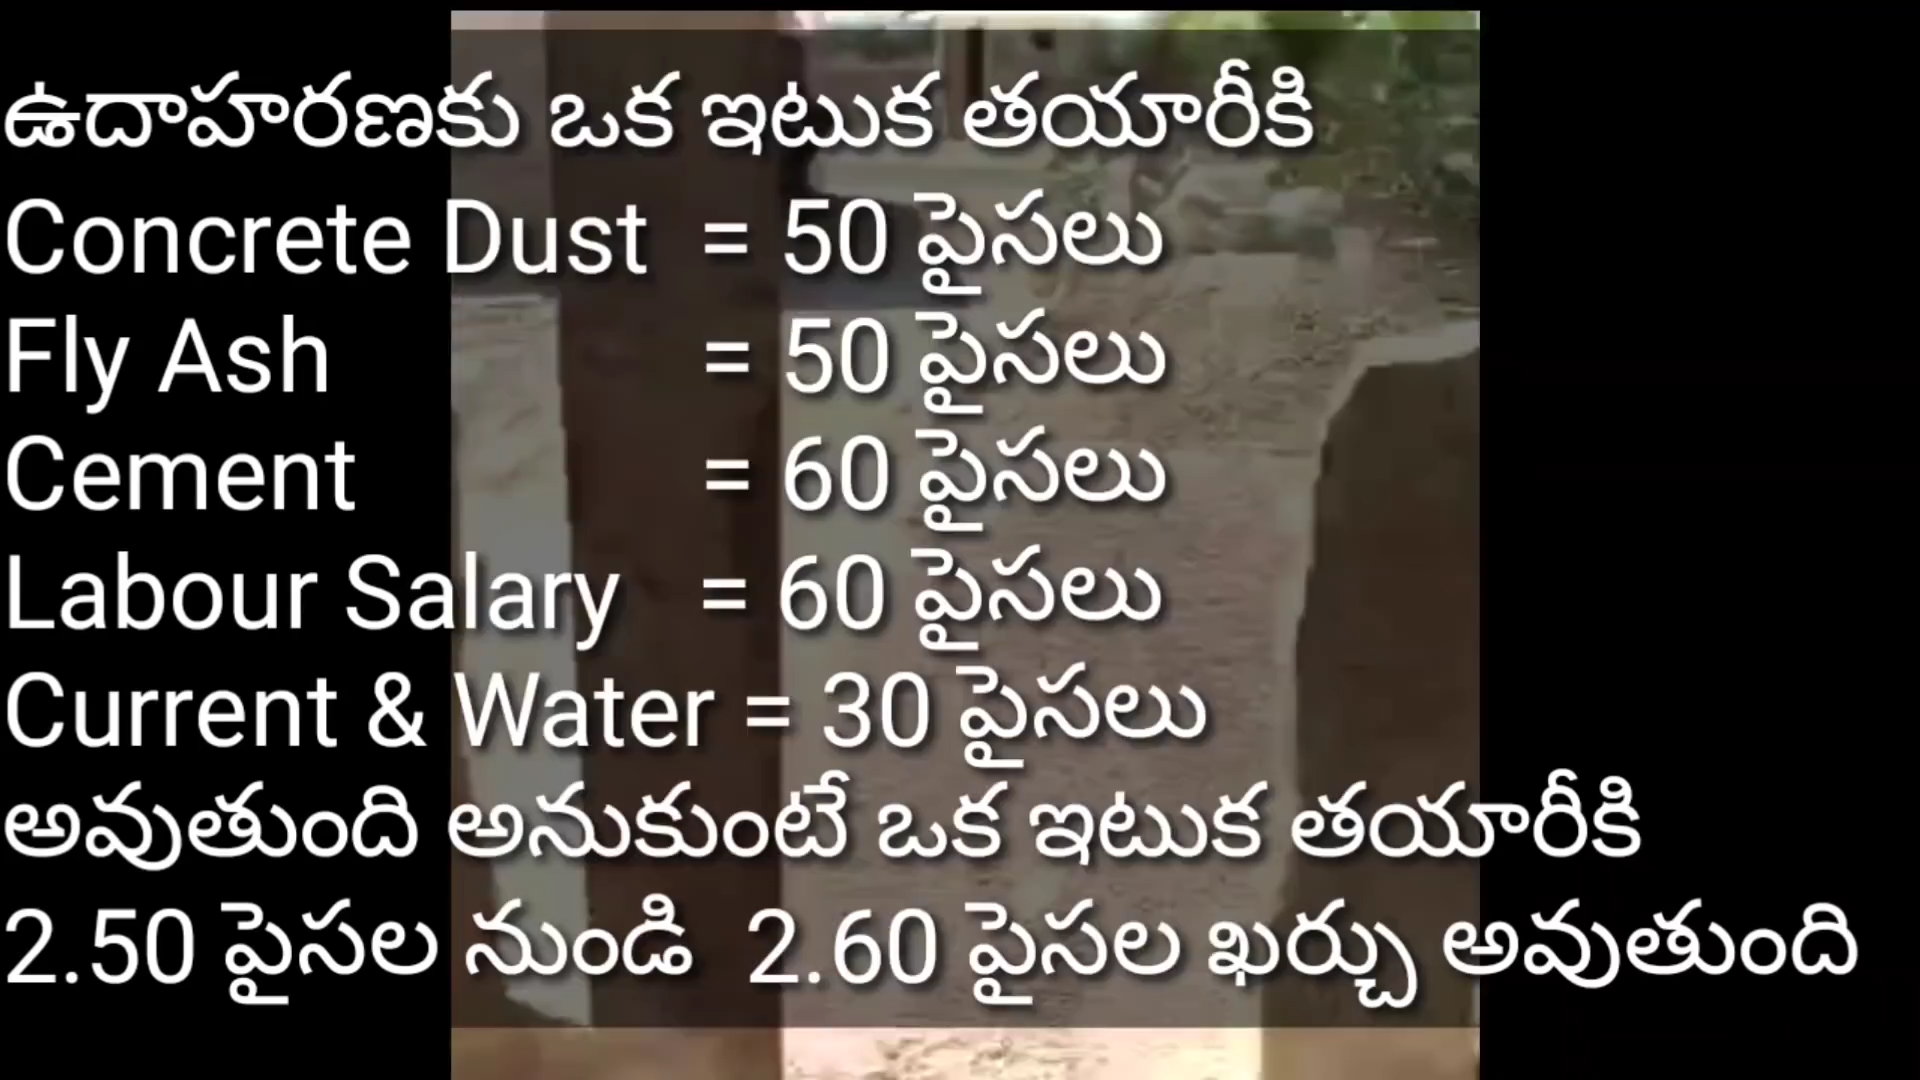 ఉదాహరణకు ఒక ఇటుక తయారీకి
Concrete Dust = 50 పైసలు
Fly Ash = 50 పైసలు
Cement = 60 పైసలు
Labour Salary = 60 పైసలు
Current & Water = 30 పైసలు
అవుతుంది అనుకుంటే ఒక ఇటుక తయారీకి
2.50 పైసల నుండి 2.60 పైసల ఖర్చు అవుతుంది